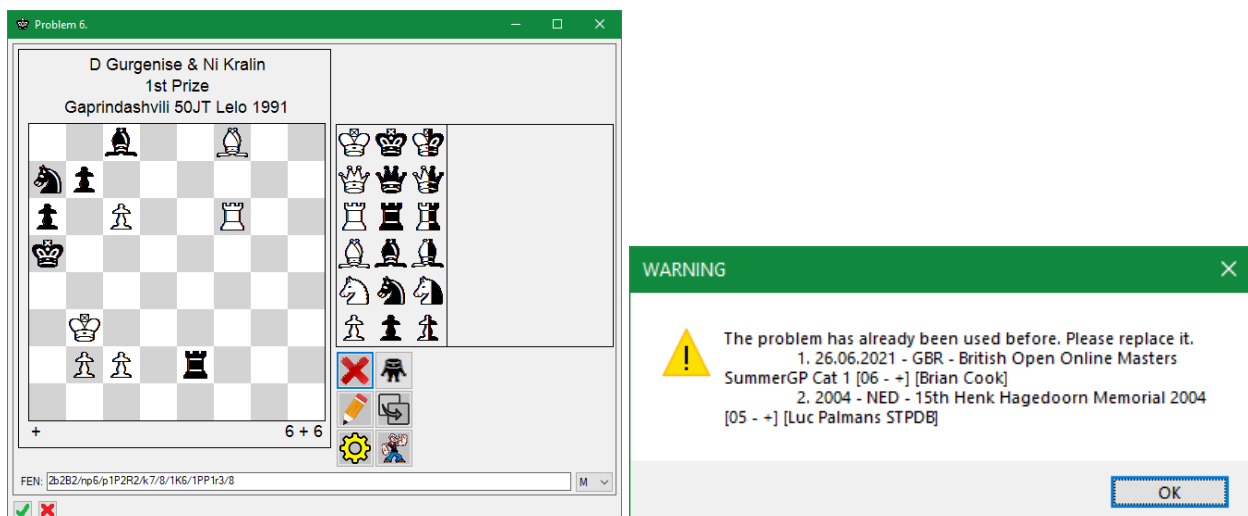 Problem 6.
D Gurgenise & Ni Kralin
1st Prize
Gaprindashvili 50JT Lelo 1991
+ 6 + 6
FEN: 2b2B2/np6/p1P2R2/k7/8/1K6/1PP1r3/8 M
WARNING
The problem has already been used before. Please replace it.
1. 26.06.2021 - GBR - British Open Online Masters
SummerGP Cat 1 [06 - +] [Brian Cook]
2. 2004 - NED - 15th Henk Hagedoorn Memorial 2004
[05 - +] [Luc Palmans STPDB]
OK